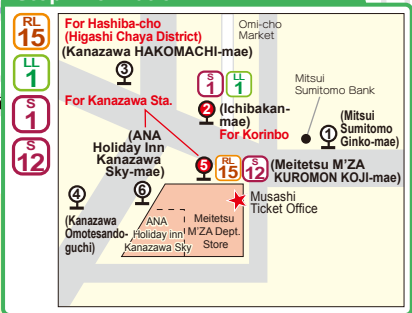 RL
15
LL
1
S
1
S
12
For Hashiba-cho
(Higashi Chaya District)
(Kanazawa HAKOMACHI-mae)
3
Omi-cho
Market
For Kanazawa Sta.
S
1
LL
1
2
(Ichibakan-
mae)
For Korinbo
Mitsui
Sumitomo Bank
1
(Mitsui
Sumitomo
Ginko-mae)
(ANA
Holiday Inn
Kanazawa
Sky-mae)
5
RL
15
S
12
(Meitetsu M'ZA
KUROMON KOJI-mae)
4
(Kanazawa
Omotesando-
guchi)
6
ANA
Holiday inn
Kanazawa Sky
Meitetsu
M'ZA Dept.
Store
Musashi
Ticket Office